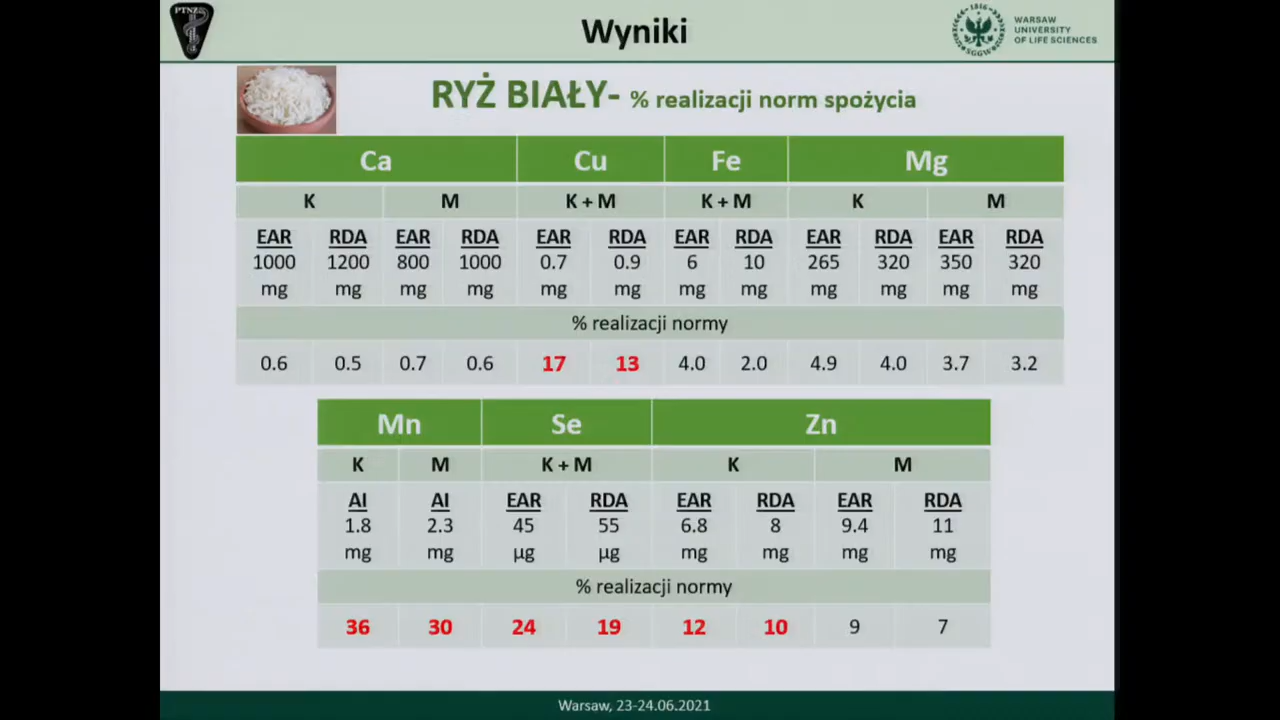 PTNZ
Wyniki
1816
SGGW
WARSAW
UNIVERSITY
OF LIFE SCIENCES
RYŻ BIAŁY- % realizacji norm spożycia
Ca Cu Fe Mg
K M K + M K + M K M
EAR RDA EAR RDA EAR RDA EAR RDA EAR RDA EAR RDA
1000 1200 800 1000 0.7 0.9 6 10 265 320 350 320
mg mg mg mg mg mg mg mg mg mg mg mg
% realizacji normy
0.6 0.5 0.7 0.6 17 13 4.0 2.0 4.9 4.0 3.7 3.2
Mn Se Zn
K M K + M K M
AI AI EAR RDA EAR RDA EAR RDA
1.8 2.3 45 55 6.8 8 9.4 11
mg mg µg µg mg mg mg mg
% realizacji normy
36 30 24 19 12 10 9 7
Warsaw, 23-24.06.2021